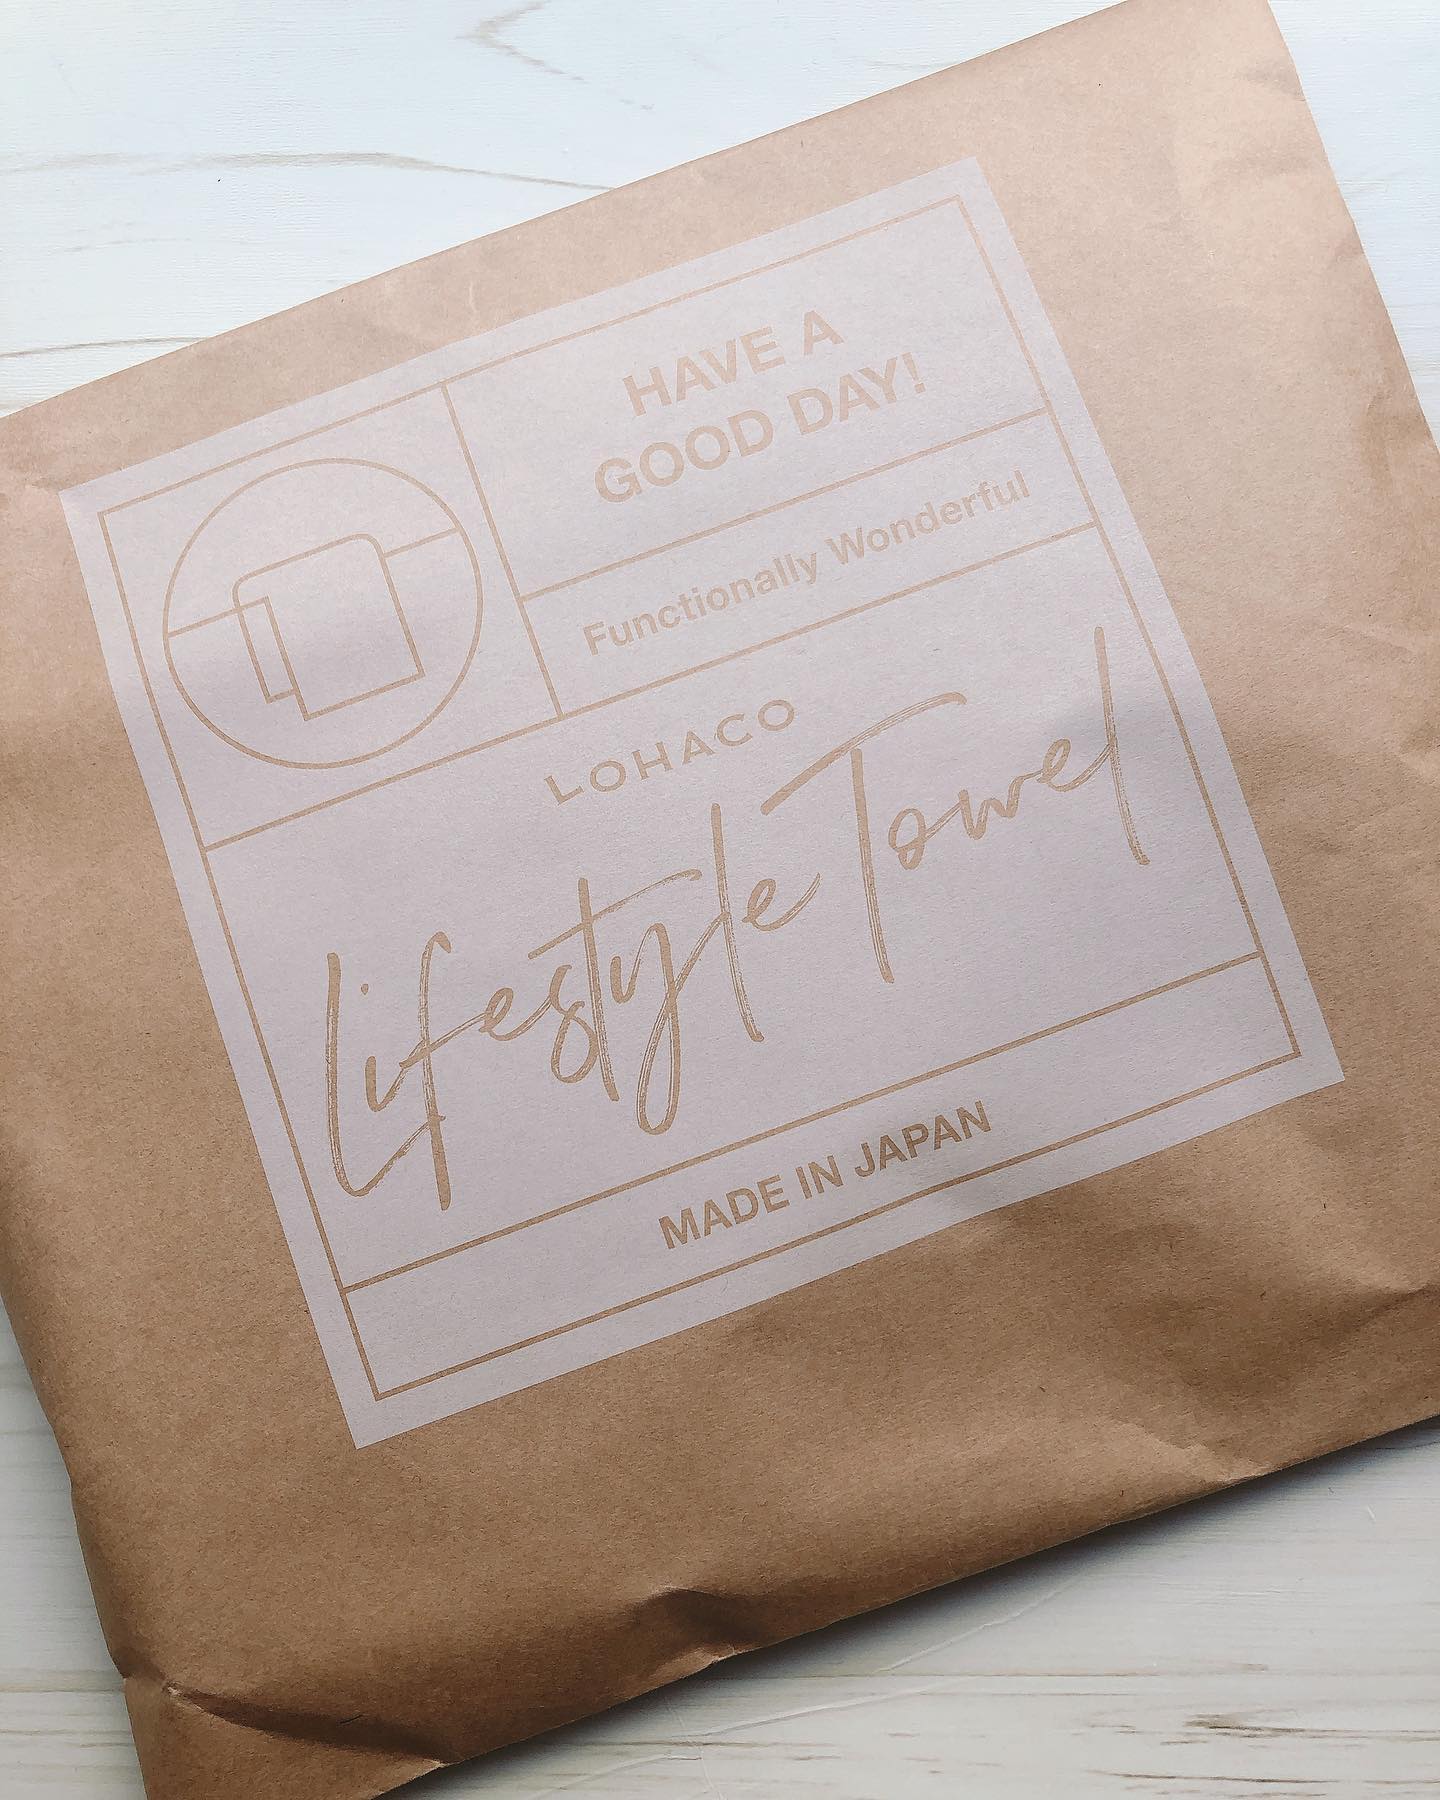 HAVE A
GOOD DAY!
Functionally Wonderful
LOHACO
Lifestyle Towel
MADE IN JAPAN